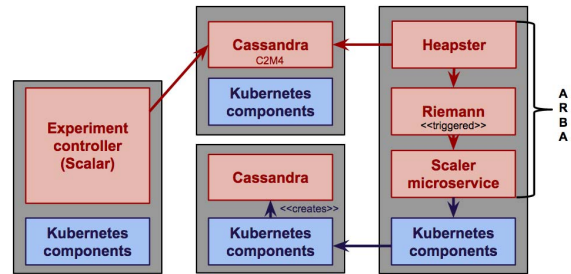 Experiment
controller
(Scalar)
Kubernetes
components
Cassandra
C2M4
Kubernetes
components
Cassandra
<<creates>>
Kubernetes
components
Heapster
Riemann
<<triggered>>
Scaler
microservice
Kubernetes
components
A
R
B
A